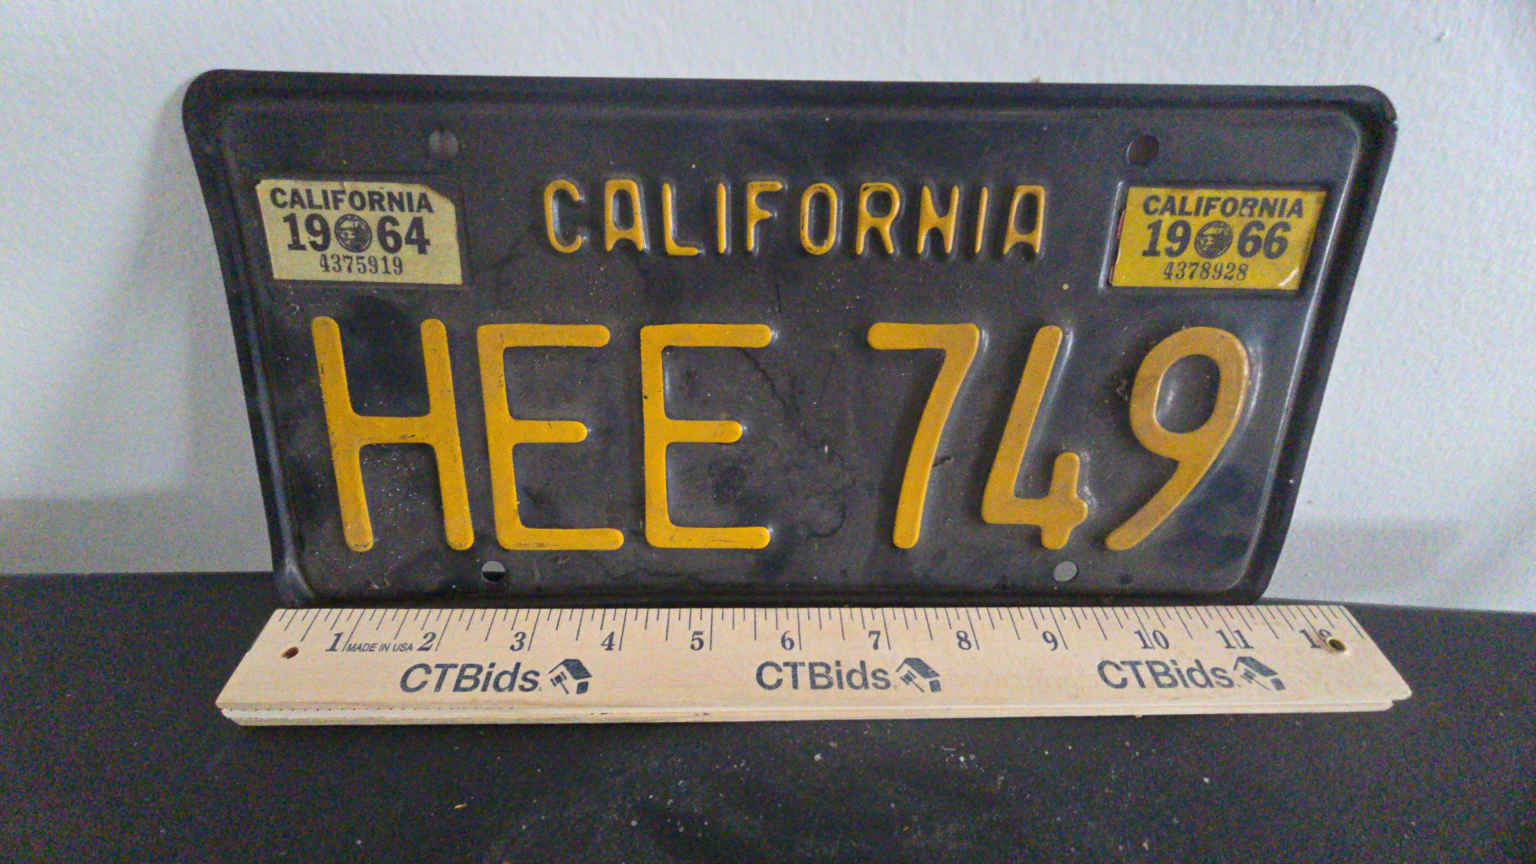 CALIFORNIA
CALIFORNIA
19 64
4375919
CALIFORNIA
19 66
4378928
HEE 749
1 2 3 4 5 6 7 8 9 10 11 12
MADE IN USA
CTBids CTBids CTBids